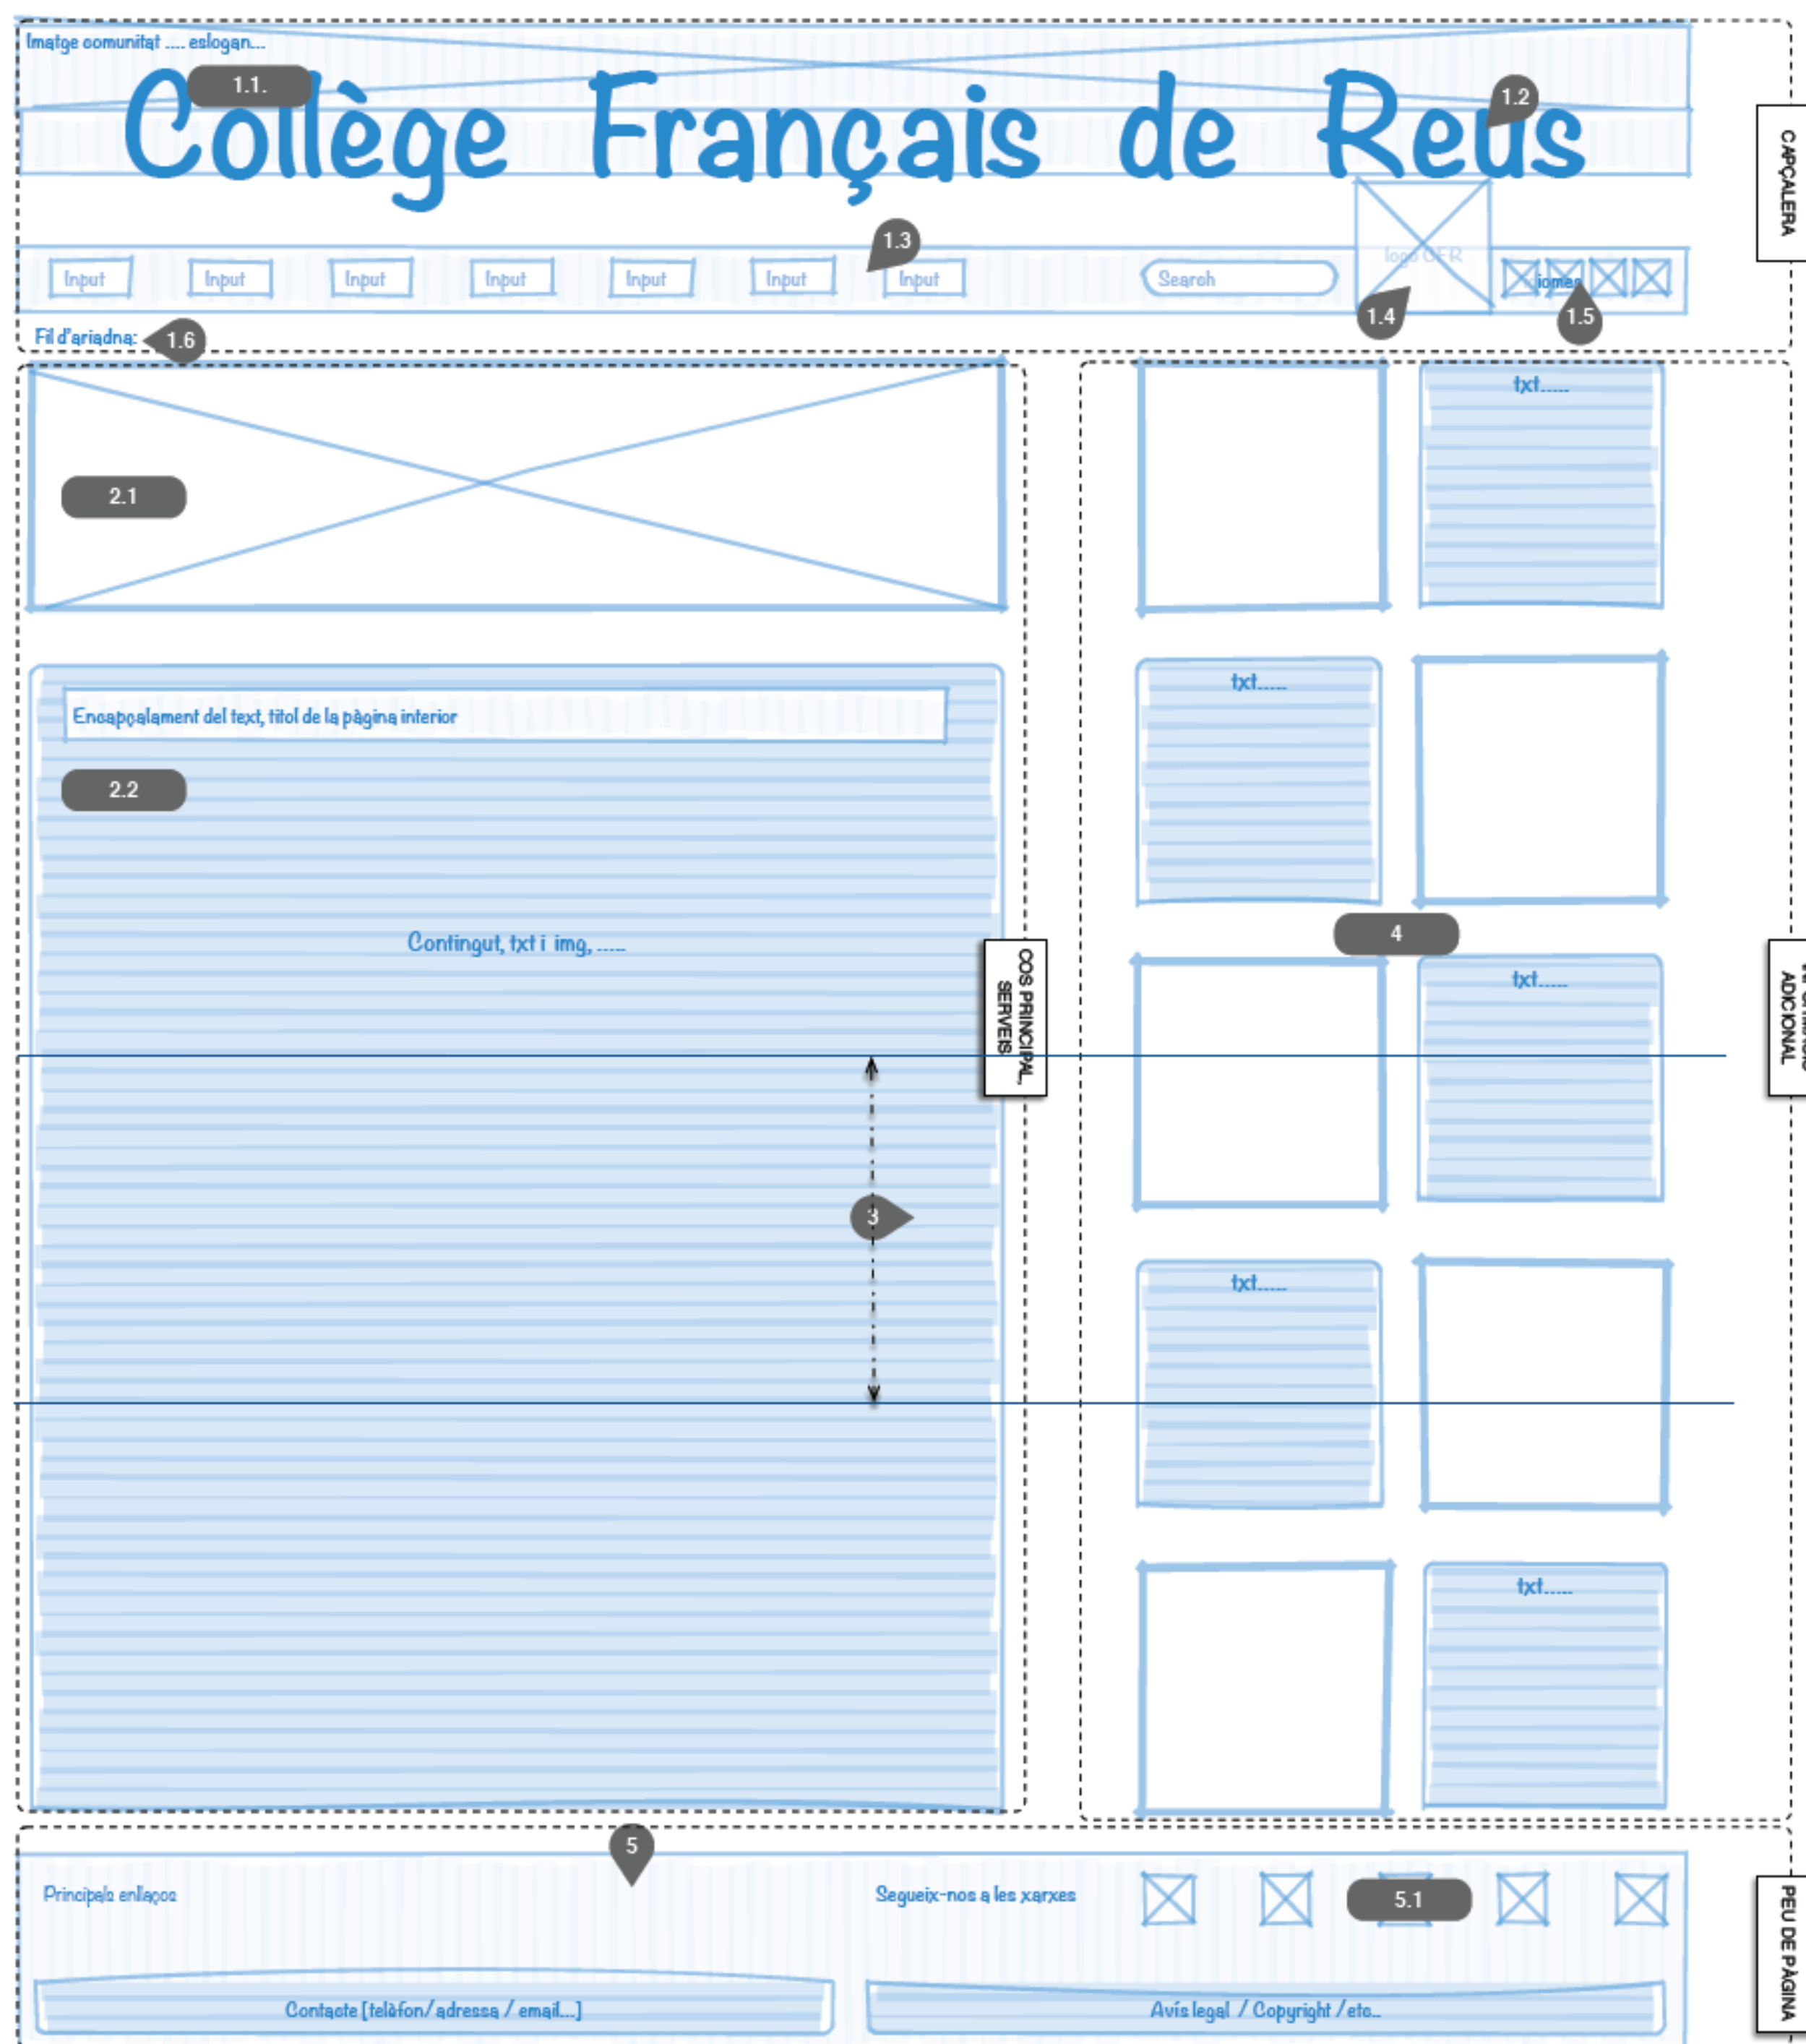 Imatge comunitat .... eslogan...
1.1.
1.2
Collège Français de Reus
CAPÇALERA
1.3
Input Input Input Input Input Input Input
Search
logo CFR
1.4
1.5
Fil d'ariadna:
1.6
2.1
txt.....
txt.....
Encapçalament del text, títol de la pàgina interior
2.2
Contingut, txt i img, .....
COS PRINCIPAL,
SERVEIS
4
txt.....
ADICIONAL
3
txt.....
txt.....
5
Principals enllaços
Segueix-nos a les xarxes
5.1
PEU DE PÀGINA
Contacte [telèfon/adressa / email...]
Avís legal / Copyright /etc..